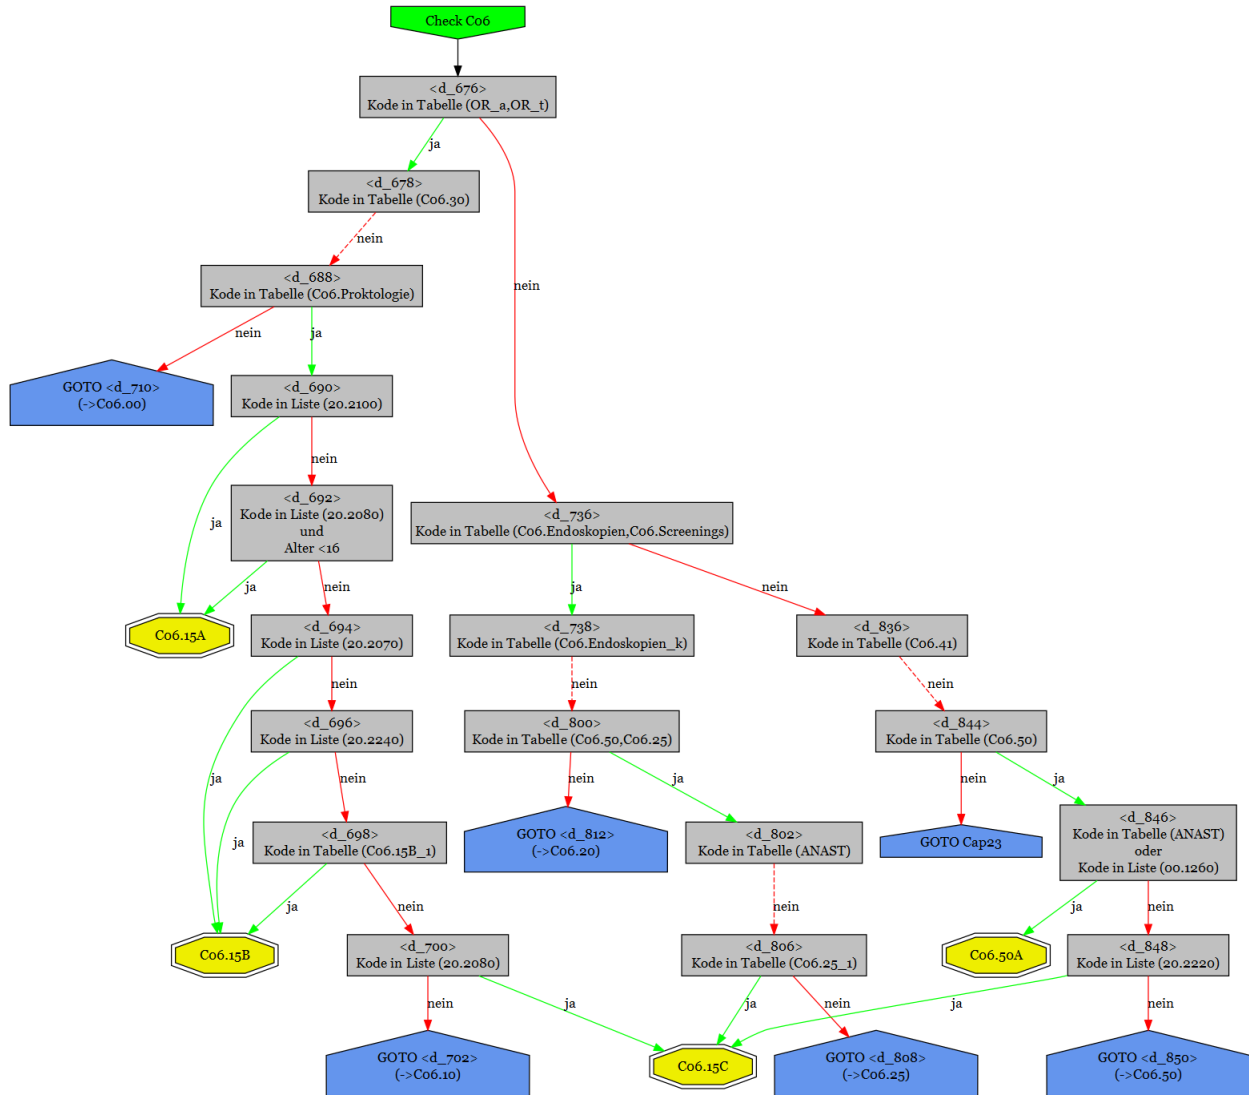 Check C06
<d_676>
Kode in Tabelle (OR_a,OR_t)
ja
<d_678>
Kode in Tabelle (C06.30)
nein
nein
<d_688>
Kode in Tabelle (C06.Proktologie)
nein
ja
GOTO <d_710>
(->C06.00)
<d_690>
Kode in Liste (20.2100)
nein
ja
<d_692>
Kode in Liste (20.2080)
und
Alter <16
<d_736>
Kode in Tabelle (C06.Endoskopien,C06.Screenings)
ja
nein
ja
nein
C06.15A
<d_694>
Kode in Liste (20.2070)
<d_738>
Kode in Tabelle (C06.Endoskopien_k)
<d_836>
Kode in Tabelle (C06.41)
nein
nein
nein
<d_696>
Kode in Liste (20.2240)
<d_800>
Kode in Tabelle (C06.50,C06.25)
<d_844>
Kode in Tabelle (C06.50)
ja
nein
nein
ja
nein
ja
ja
<d_698>
Kode in Tabelle (C06.15B_1)
GOTO <d_812>
(->C06.20)
<d_802>
Kode in Tabelle (ANAST)
GOTO Cap23
<d_846>
Kode in Tabelle (ANAST)
oder
Kode in Liste (00.1260)
ja
nein
nein
ja
nein
C06.15B
<d_700>
Kode in Liste (20.2080)
<d_806>
Kode in Tabelle (C06.25_1)
C06.50A
<d_848>
Kode in Liste (20.2220)
nein
ja
ja
nein
ja
nein
GOTO <d_702>
(->C06.10)
C06.15C
GOTO <d_808>
(->C06.25)
GOTO <d_850>
(->C06.50)